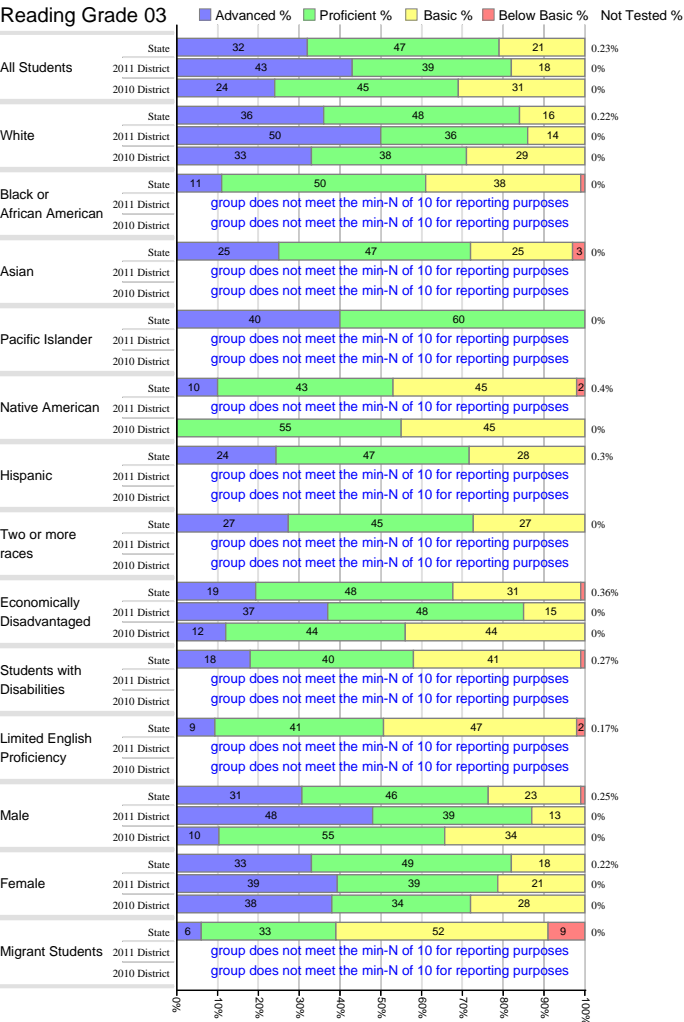 Reading Grade 03
Advanced % Proficient % Basic % Below Basic % Not Tested %
All Students
State 32 47 21 0.23%
2011 District 43 39 18 0%
2010 District 24 45 31 0%
White
State 36 48 16 0.22%
2011 District 50 36 14 0%
2010 District 33 38 29 0%
Black or
African American
State 11 50 38 0%
2011 District group does not meet the min-N of 10 for reporting purposes
2010 District group does not meet the min-N of 10 for reporting purposes
Asian
State 25 47 25 3 0%
2011 District group does not meet the min-N of 10 for reporting purposes
2010 District group does not meet the min-N of 10 for reporting purposes
Pacific Islander
State 40 60 0%
2011 District group does not meet the min-N of 10 for reporting purposes
2010 District group does not meet the min-N of 10 for reporting purposes
Native American
State 10 43 45 2 0.4%
2011 District group does not meet the min-N of 10 for reporting purposes
2010 District 55 45 0%
Hispanic
State 24 47 28 0.3%
2011 District group does not meet the min-N of 10 for reporting purposes
2010 District group does not meet the min-N of 10 for reporting purposes
Two or more
races
State 27 45 27 0%
2011 District group does not meet the min-N of 10 for reporting purposes
2010 District group does not meet the min-N of 10 for reporting purposes
Economically
Disadvantaged
State 19 48 31 0.36%
2011 District 37 48 15 0%
2010 District 12 44 44 0%
Students with
Disabilities
State 18 40 41 0.27%
2011 District group does not meet the min-N of 10 for reporting purposes
2010 District group does not meet the min-N of 10 for reporting purposes
Limited English
Proficiency
State 9 41 47 2 0.17%
2011 District group does not meet the min-N of 10 for reporting purposes
2010 District group does not meet the min-N of 10 for reporting purposes
Male
State 31 46 23 0.25%
2011 District 48 39 13 0%
2010 District 10 55 34 0%
Female
State 33 49 18 0.22%
2011 District 39 39 21 0%
2010 District 38 34 28 0%
Migrant Students
State 6 33 52 9 0%
2011 District group does not meet the min-N of 10 for reporting purposes
2010 District group does not meet the min-N of 10 for reporting purposes
0% 10% 20% 30% 40% 50% 60% 70% 80% 90% 100%